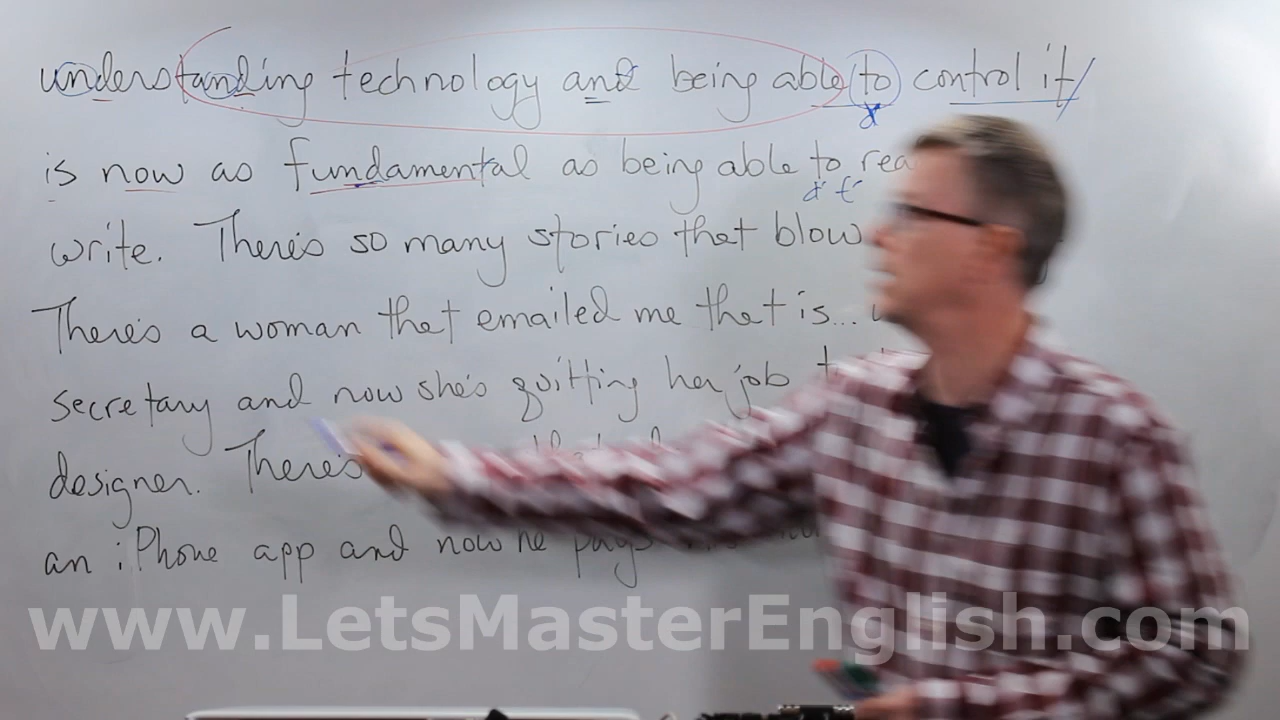 understanding technology and being able to control it/
is now as fundamental as being able to
d t
write. There's so many stories that blow
There's a woman that emailed me that is...
secretary and now she's quitting her job
designer. There's
an iPhone app and now he pays
www.LetsMasterEnglish.com